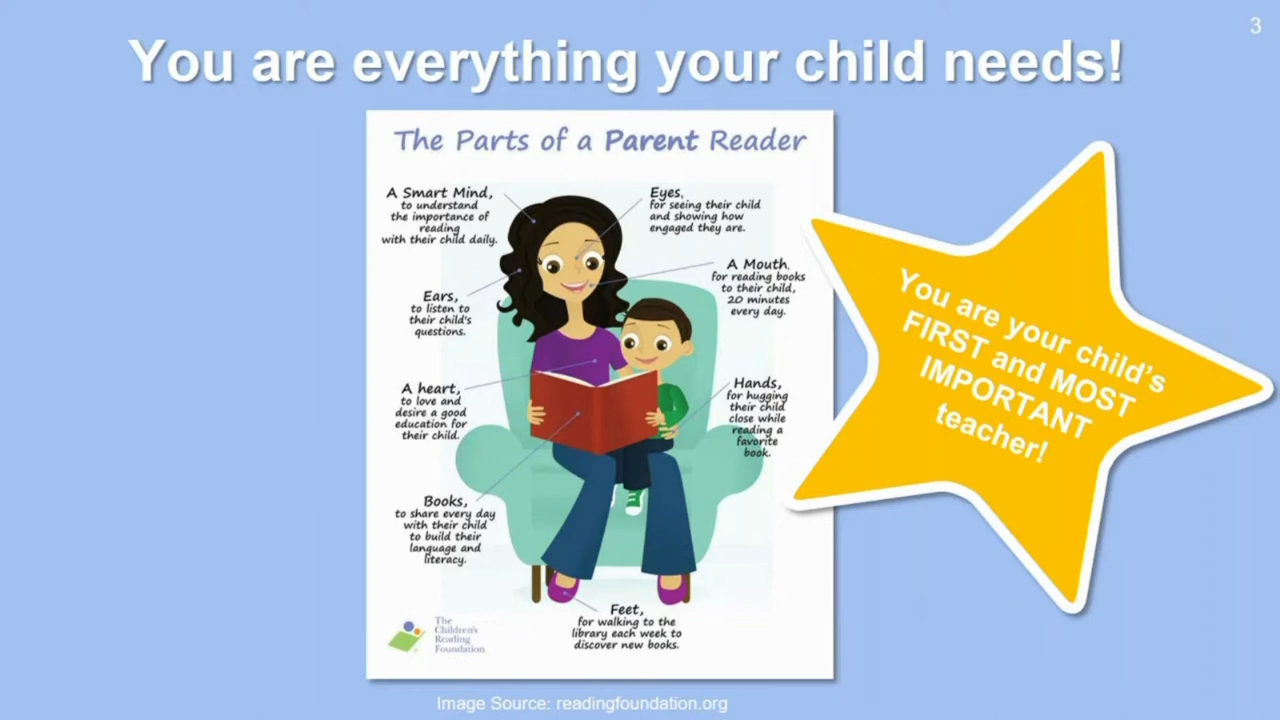 3
You are everything your child needs!
The Parts of a Parent Reader
A Smart Mind,
to understand
the importance of
reading
with their child daily.
Eyes,
for seeing their child
and showing how
engaged they are.
A Mouth,
for reading books
to their child,
20 minutes
every day.
Ears,
to listen to
their child's
questions.
A heart,
to love and
desire a good
education for
their child.
Hands,
for hugging
their child
close while
reading a
favorite
book.
Books,
to share every day
with their child
to build their
language and
literacy.
Feet,
for walking to the
library each week to
discover new books.
The
Children's
Reading
Foundation
You are your child's
FIRST and MOST
IMPORTANT
teacher!
Image Source: readingfoundation.org